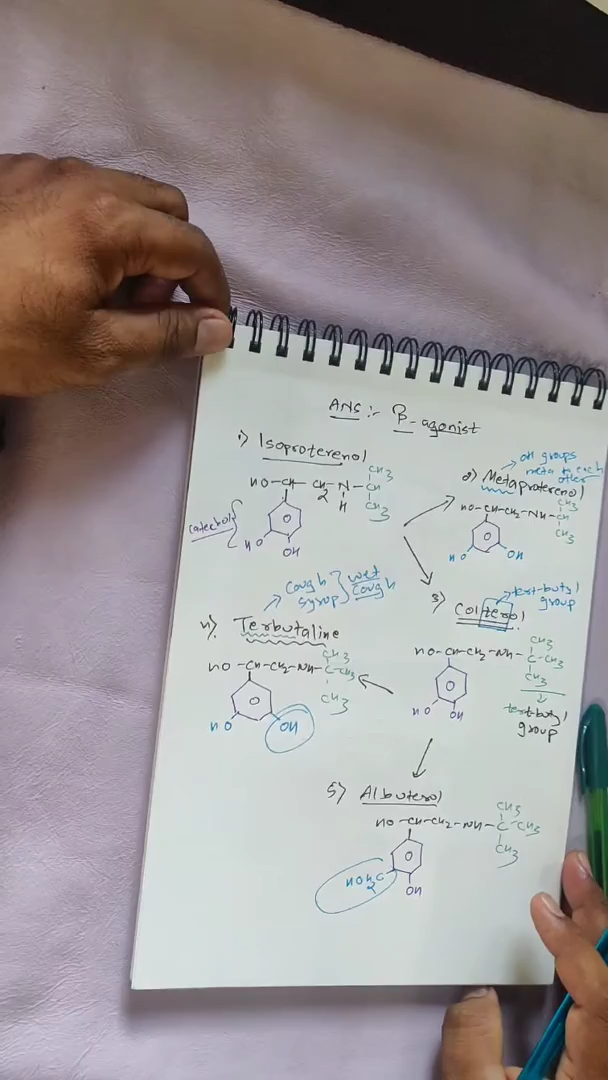 ANS :- β-agonist
1) Isoproterenol
HO-CH-CH2-N-CH
CH3
CH3
H
catechol
HO
OH
OH groups
meta to each
other
2) Metaproterenol
HO-CH-CH2-NH-CH
CH3
CH3
HO
OH
3) Colterol
tert-butyl
group
HO-CH-CH2-NH-C-CH3
CH3
CH3
HO
OH
tert-butyl
group
Cough
syrup
wet
cough
4). Terbutaline
HO-CH-CH2-NH-C-CH3
CH3
CH3
HO
OH
5) Albuterol
HO-CH-CH2-NH-C-CH3
CH3
CH3
HOH2C
OH